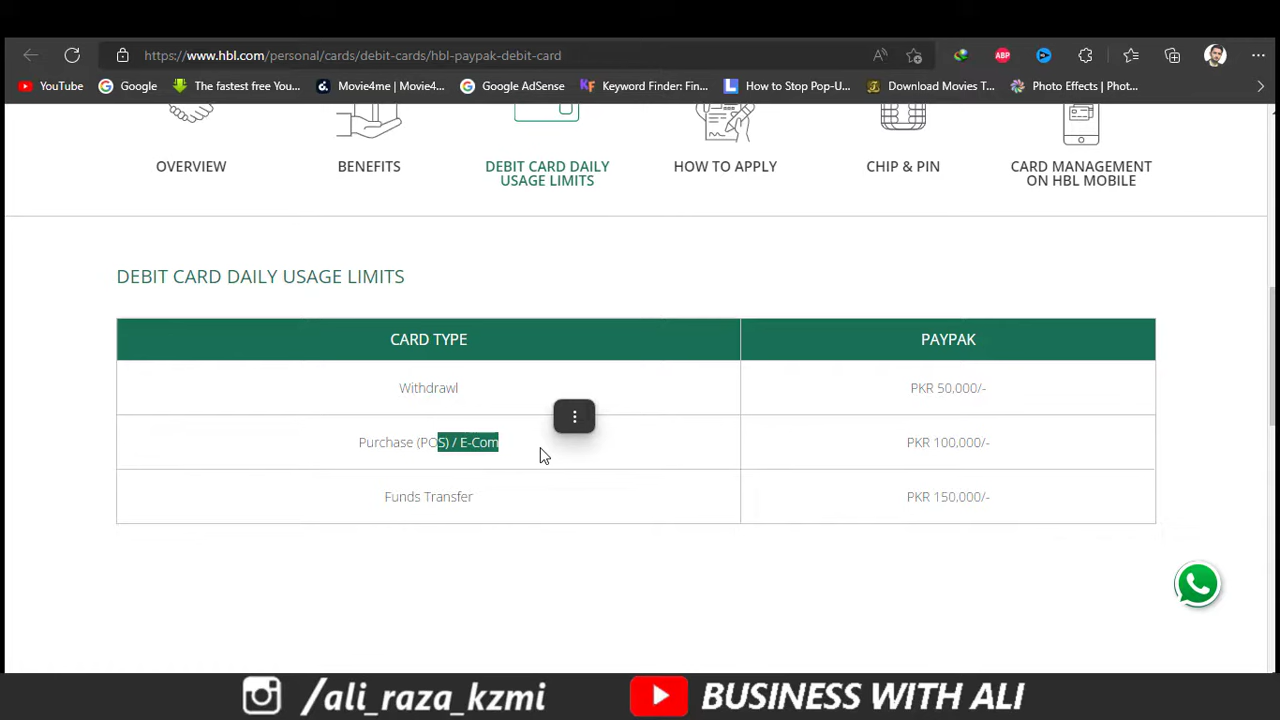 https://www.hbl.com/personal/cards/debit-cards/hbl-paypak-debit-card
ABP
YouTube
Google
The fastest free You...
Movie4me | Movie4...
Google AdSense
Keyword Finder: Fin...
How to Stop Pop-U...
Download Movies T...
Photo Effects | Phot...
OVERVIEW
BENEFITS
DEBIT CARD DAILY
USAGE LIMITS
HOW TO APPLY
CHIP & PIN
CARD MANAGEMENT
ON HBL MOBILE
DEBIT CARD DAILY USAGE LIMITS
CARD TYPE
PAYPAK
Withdrawl
PKR 50,000/-
Purchase (POS) / E-Com
PKR 100,000/-
Funds Transfer
PKR 150,000/-
/ali_raza_kzmi
BUSINESS WITH ALI